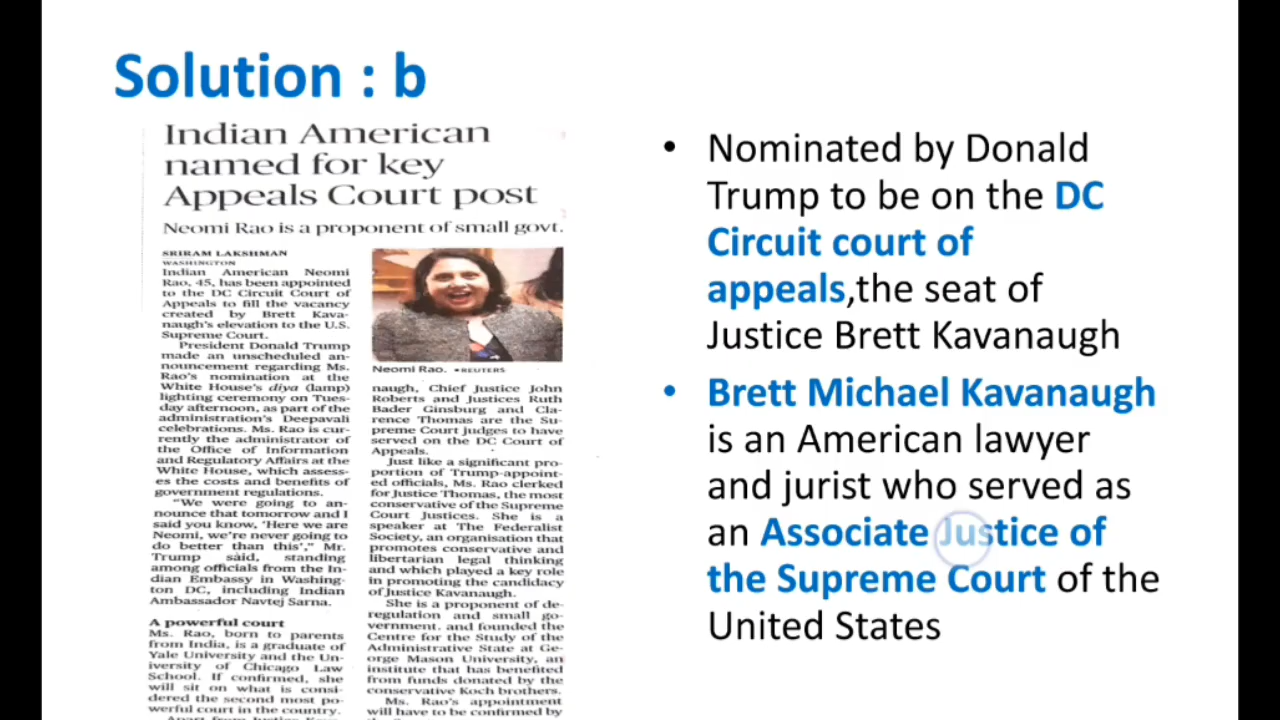 Solution : b
Indian American
named for key
Appeals Court post
Neomi Rao is a proponent of small govt.
SRIRAM LAKSHMAN
WASHINGTON
Indian American Neomi
Rao, 45, has been appointed
to the DC Circuit Court of
Appeals to fill the vacancy
created by Brett Kava-
naugh's elevation to the U.S.
Supreme Court.
President Donald Trump
made an unscheduled an-
nouncement regarding Ms.
Rao's nomination at the
White House's diya (lamp)
lighting ceremony on Tues-
day afternoon, as part of the
administration's Deepavali
celebrations. Ms. Rao is cur-
rently the administrator of
the Office of Information
and Regulatory Affairs at the
White House, which assess-
es the costs and benefits of
government regulations.
"We were going to an-
nounce that tomorrow and I
said you know, 'Here we are
Neomi, we're never going to
do better than this'," Mr.
Trump said, standing
among officials from the In-
dian Embassy in Washing-
ton DC, including Indian
Ambassador Navtej Sarna.
A powerful court
Ms. Rao, born to parents
from India, is a graduate of
Yale University and the Un-
iversity of Chicago Law
School. If confirmed, she
will sit on what is consi-
dered the second most po-
werful court in the country.
Neomi Rao. •REUTERS
naugh, Chief Justice John
Roberts and Justices Ruth
Bader Ginsburg and Cla-
rence Thomas are the Su-
preme Court judges to have
served on the DC Court of
Appeals.
Just like a significant pro-
portion of Trump-appoint-
ed officials, Ms. Rao clerked
for Justice Thomas, the most
conservative of the Supreme
Court Justices. She is a
speaker at The Federalist
Society, an organisation that
promotes conservative and
libertarian legal thinking
and which played a key role
in promoting the candidacy
of Justice Kavanaugh.
She is a proponent of de-
regulation and small go-
vernment. and founded the
Centre for the Study of the
Administrative State at Ge-
orge Mason University, an
institute that has benefited
from funds donated by the
conservative Koch brothers.
Ms. Rao's appointment
will have to be confirmed by
• Nominated by Donald
Trump to be on the DC
Circuit court of
appeals,the seat of
Justice Brett Kavanaugh
• Brett Michael Kavanaugh
is an American lawyer
and jurist who served as
an Associate Justice of
the Supreme Court of the
United States